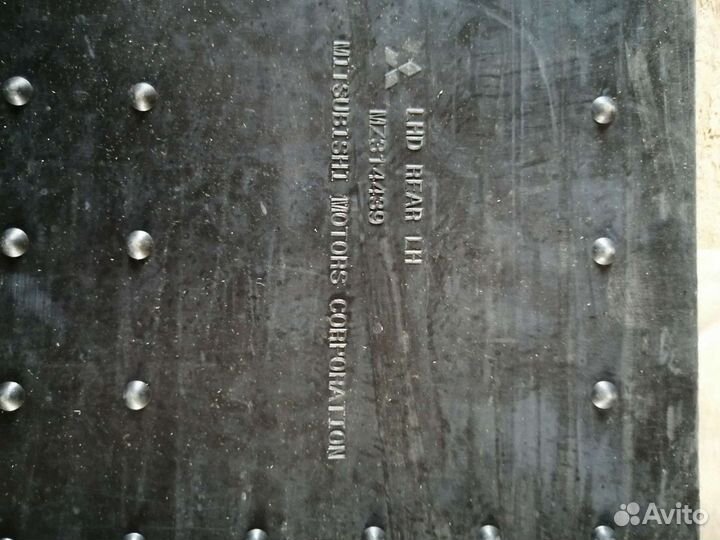 LHD REAR LH
MZ314439
MITSUBISHI MOTORS CORPORATION
Avito